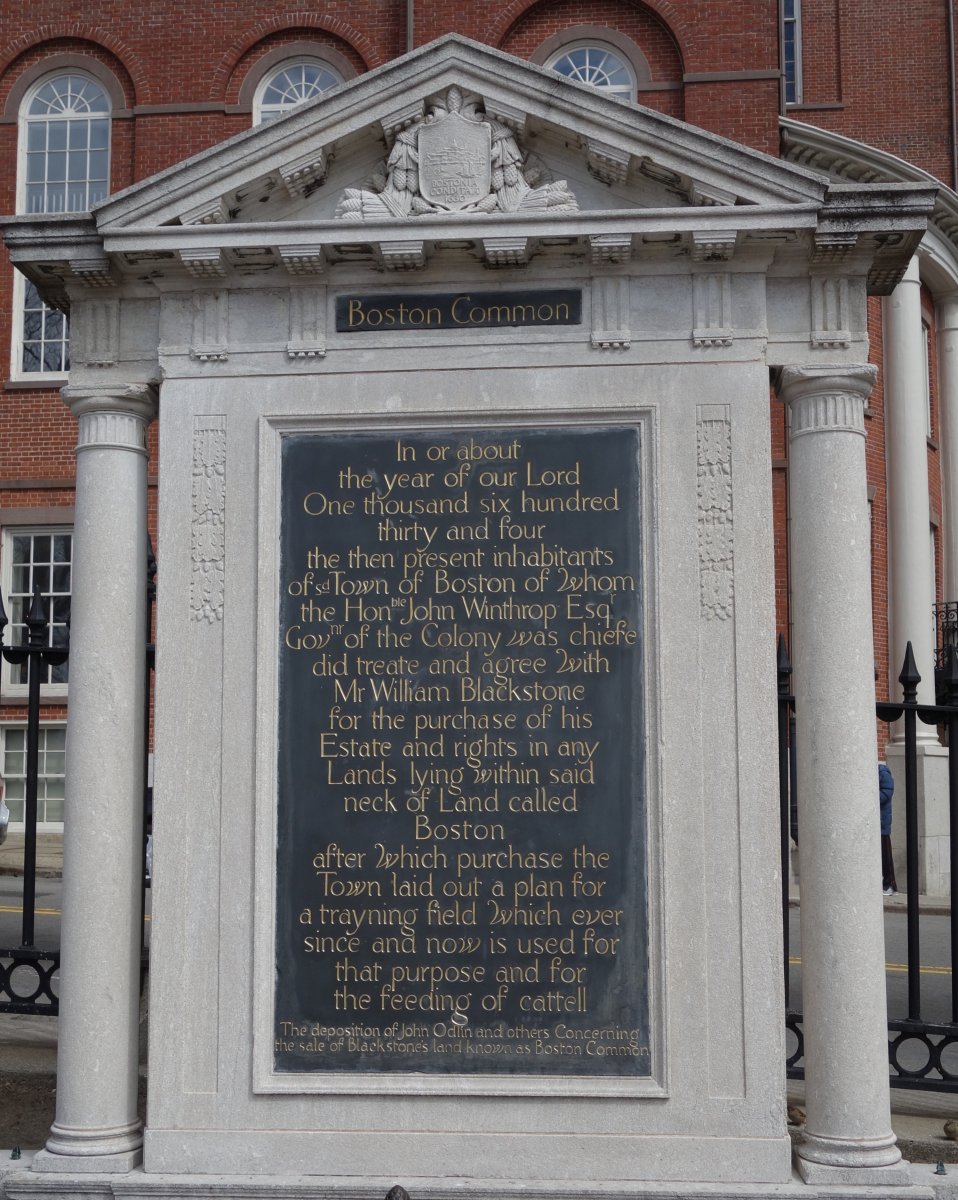 BOSTONIA
CONDITA A.D.
1630
Boston Common
In or about
the year of our Lord
One thousand six hundred
thirty and four
the then present inhabitants
of sd Town of Boston of Whom
the Honble John Winthrop Esqr
Govnr of the Colony was chiefe
did treate and agree With
Mr William Blackstone
for the purchase of his
Estate and rights in any
Lands lying within said
neck of Land called
Boston
after Which purchase the
Town laid out a plan for
a trayning field Which ever
since and now is used for
that purpose and for
the feeding of cattell
The deposition of John Odlin and others Concerning
the sale of Blackstone's land known as Boston Common